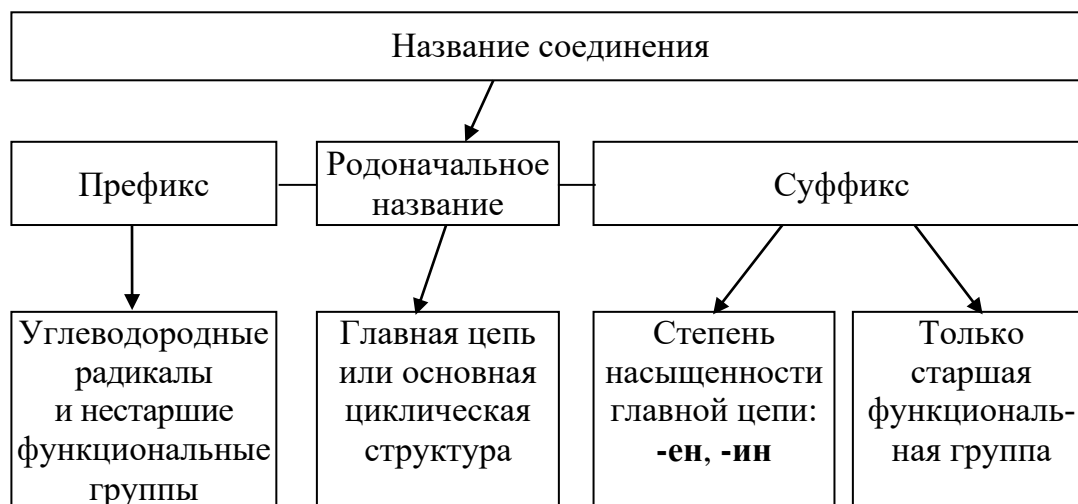 Название соединения
Префикс
Родоначальное
название
Суффикс
Углеводородные
радикалы
и нестаршие
функциональные
группы
Главная цепь
или основная
циклическая
структура
Степень
насыщенности
главной цепи:
-ен, -ин
Только
старшая
функциональ-
ная группа